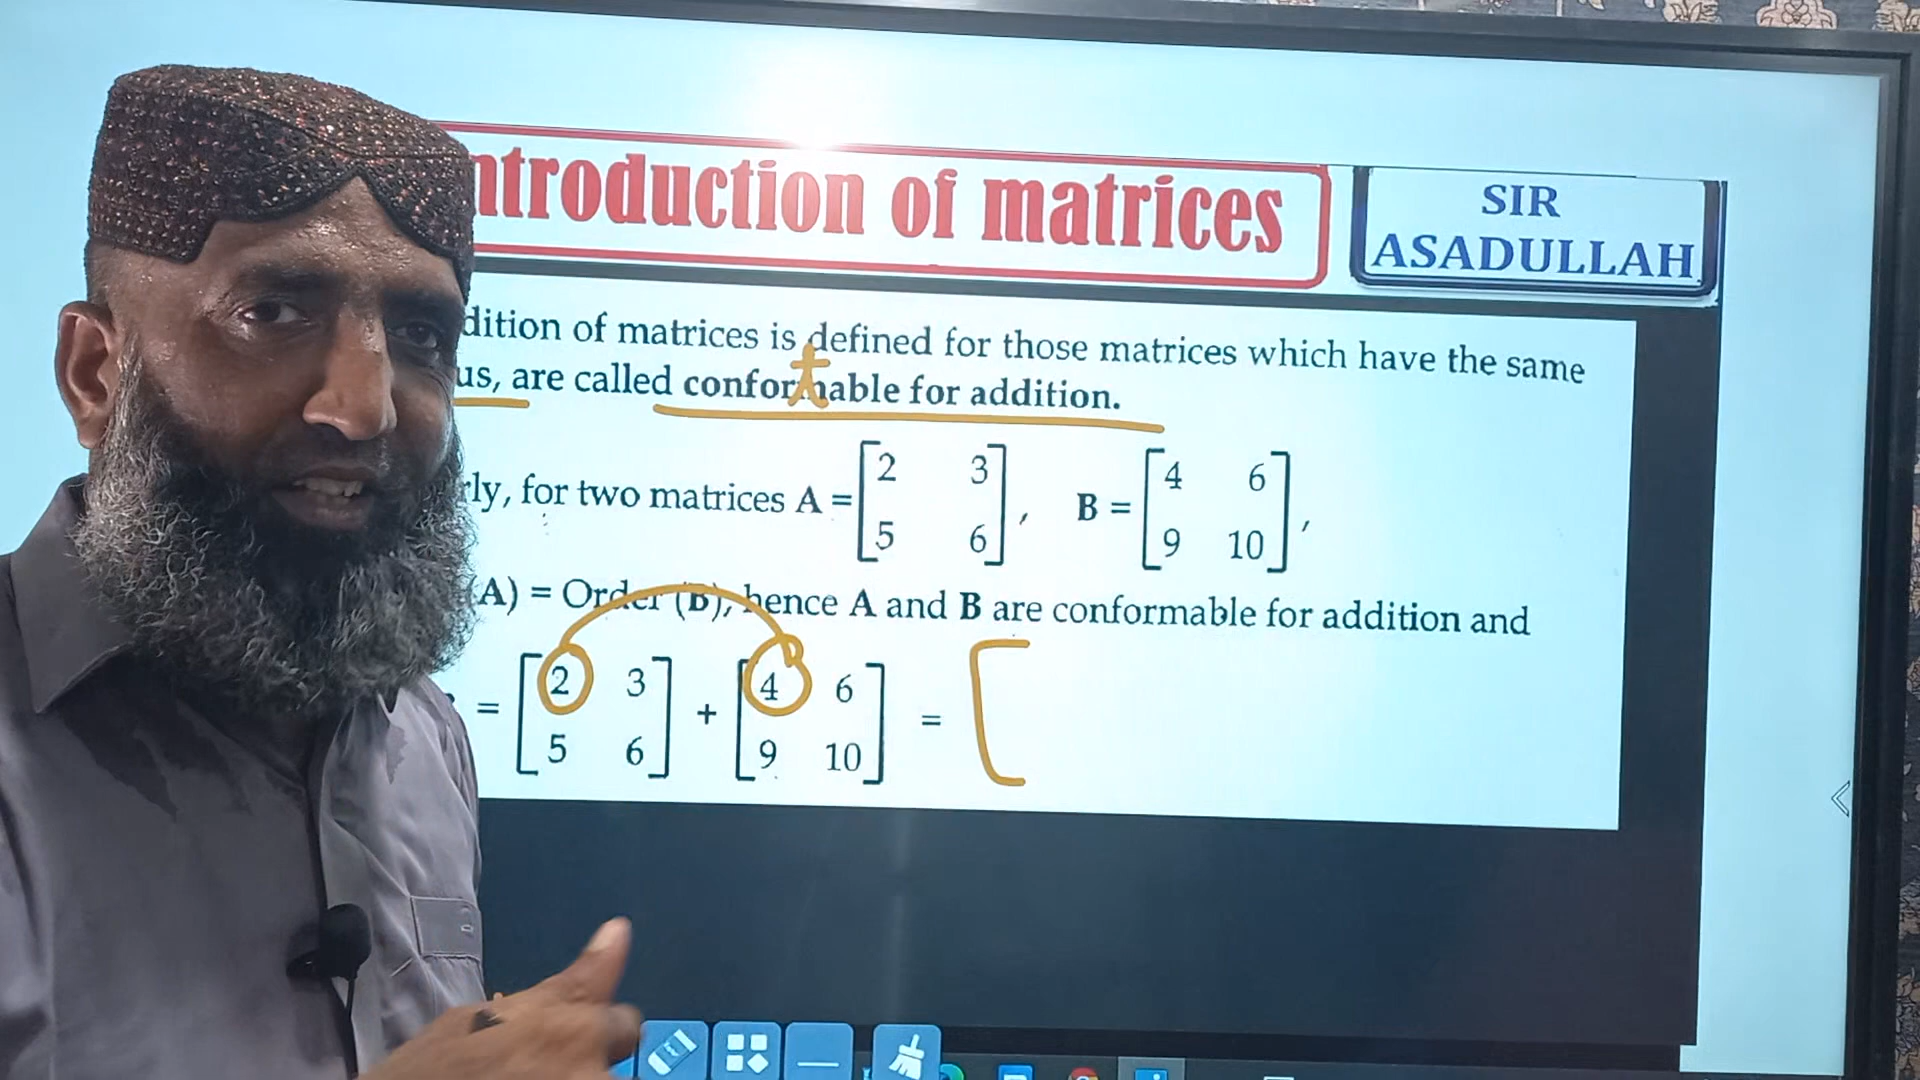 ntroduction of matrices
SIR
ASADULLAH
dition of matrices is defined for those matrices which have the same
us, are called conformable for addition.
rly, for two matrices A = [2 3
5 6], B = [4 6
9 10],
(A) = Order (B), hence A and B are conformable for addition and
= [2 3
5 6] + [4 6
9 10] = [